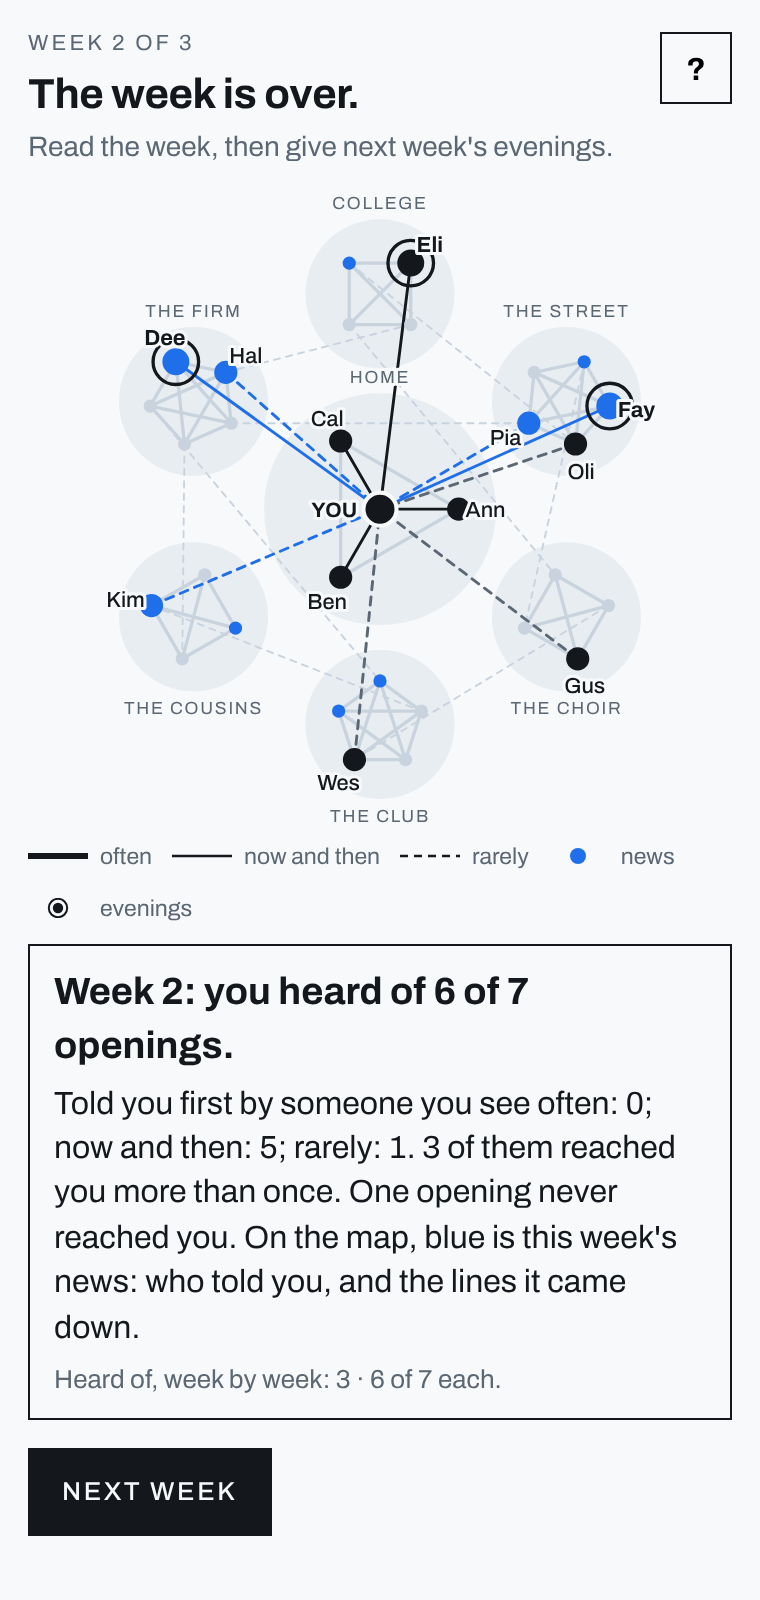 WEEK 2 OF 3
?
The week is over.
Read the week, then give next week's evenings.
COLLEGE
Eli
THE FIRM
THE STREET
Dee
Hal
HOME
Cal
Fay
Pia
Oli
YOU
Ann
Kim
Ben
Gus
THE COUSINS
THE CHOIR
Wes
THE CLUB
often
now and then
rarely
news
evenings
Week 2: you heard of 6 of 7
openings.
Told you first by someone you see often: 0;
now and then: 5; rarely: 1. 3 of them reached
you more than once. One opening never
reached you. On the map, blue is this week's
news: who told you, and the lines it came
down.
Heard of, week by week: 3 · 6 of 7 each.
NEXT WEEK